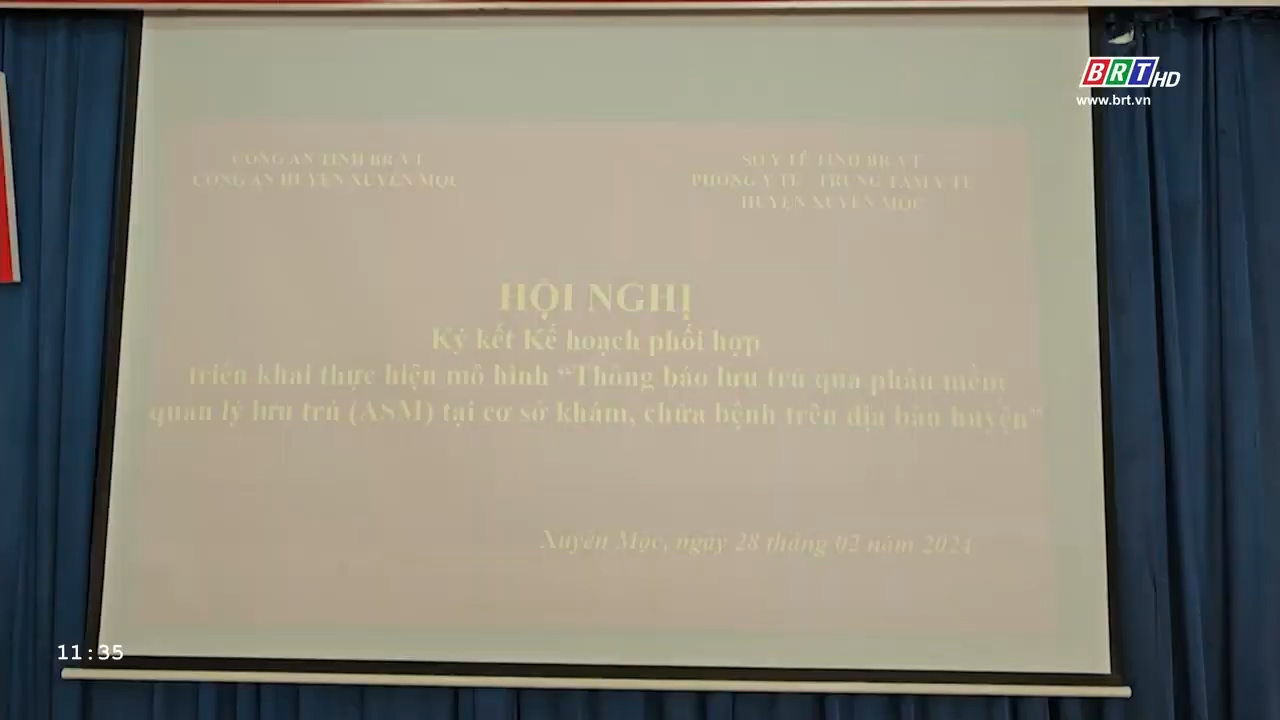 BRT HD
www.brt.vn
CÔNG AN TỈNH BR-VT
CÔNG AN HUYỆN XUYÊN MỘC
SỞ Y TẾ TỈNH BR-VT
PHÒNG Y TẾ - TRUNG TÂM Y TẾ
HUYỆN XUYÊN MỘC
HỘI NGHỊ
Ký kết Kế hoạch phối hợp
triển khai thực hiện mô hình “Thông báo lưu trú qua phần mềm
quản lý lưu trú (ASM) tại cơ sở khám, chữa bệnh trên địa bàn huyện”
Xuyên Mộc, ngày 28 tháng 02 năm 2024
11:35